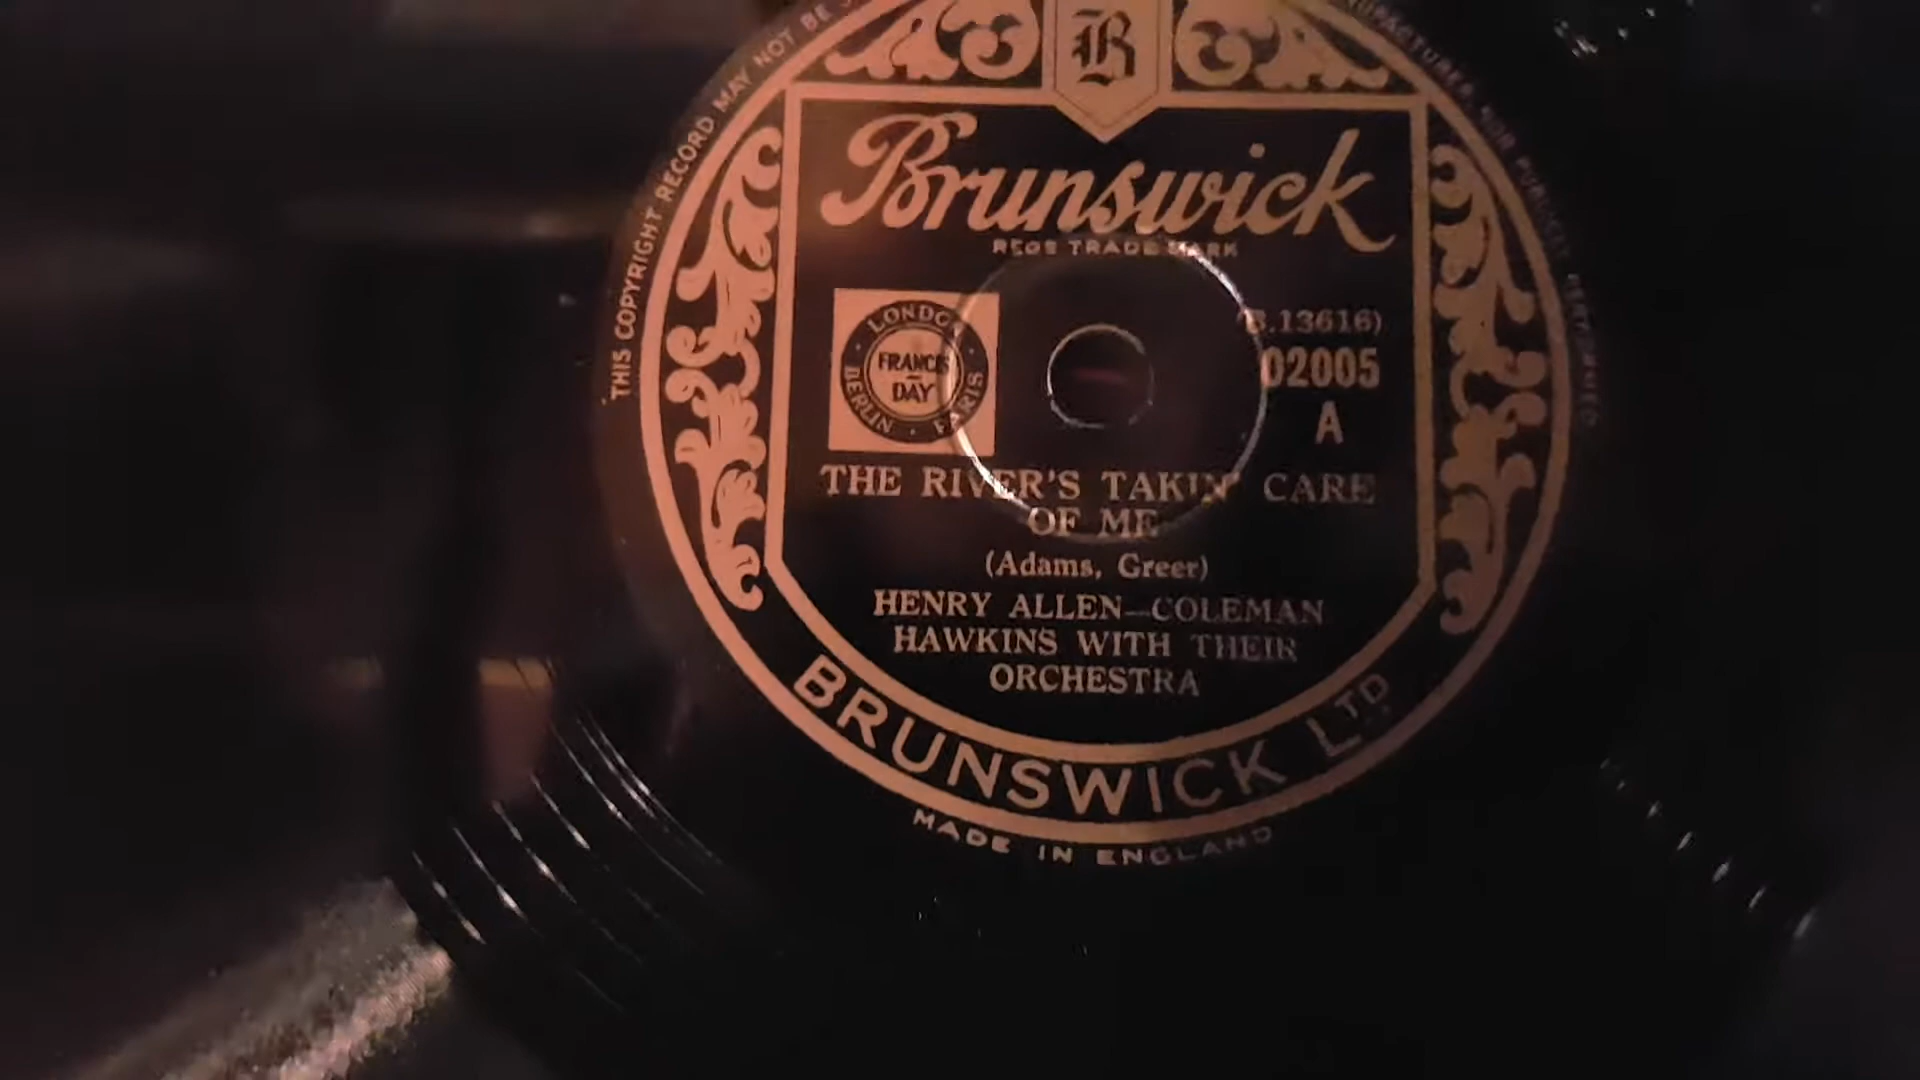 THIS COPYRIGHT RECORD MAY NOT BE
B
Brunswick
REGD TRADE MARK
LONDON
FRANCIS
–
DAY
BERLIN · PARIS
.13616)
02005
A
THE RIVER'S TAKIN' CARE
OF ME
(Adams, Greer)
HENRY ALLEN—COLEMAN
HAWKINS WITH THEIR
ORCHESTRA
BRUNSWICK LTD
MADE IN ENGLAND